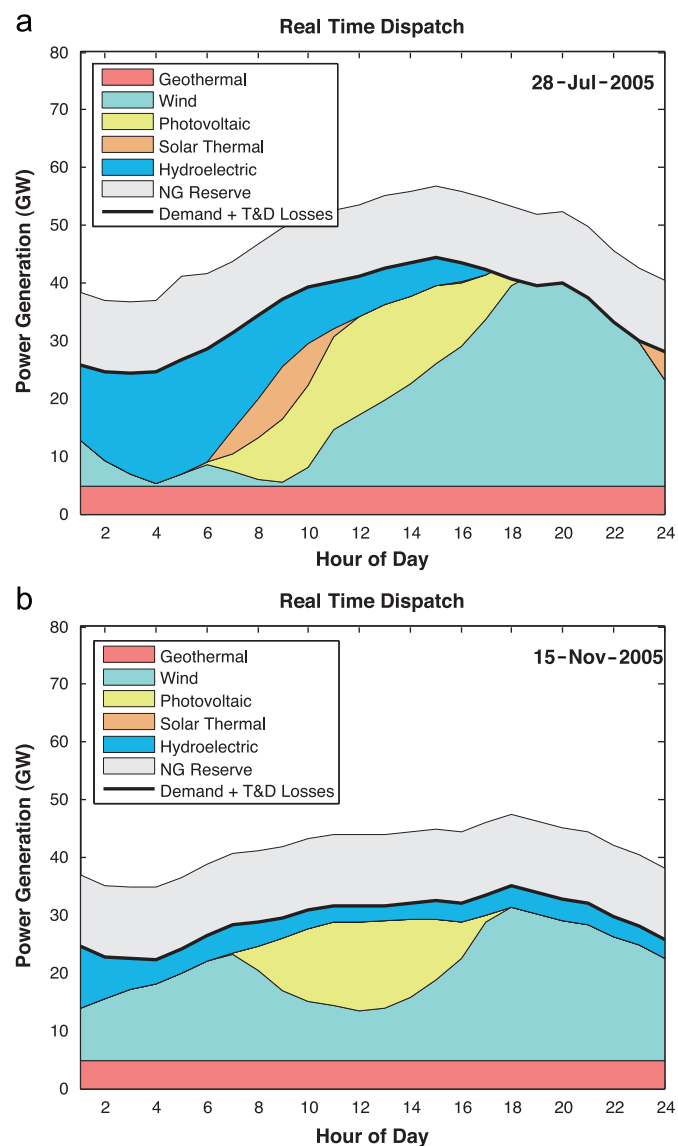 a
Real Time Dispatch
80
70
60
50
40
30
20
10
0
Power Generation (GW)
Geothermal
Wind
Photovoltaic
Solar Thermal
Hydroelectric
NG Reserve
Demand + T&D Losses
28-Jul-2005
2 4 6 8 10 12 14 16 18 20 22 24
Hour of Day
b
Real Time Dispatch
80
70
60
50
40
30
20
10
0
Power Generation (GW)
Geothermal
Wind
Photovoltaic
Solar Thermal
Hydroelectric
NG Reserve
Demand + T&D Losses
15-Nov-2005
2 4 6 8 10 12 14 16 18 20 22 24
Hour of Day